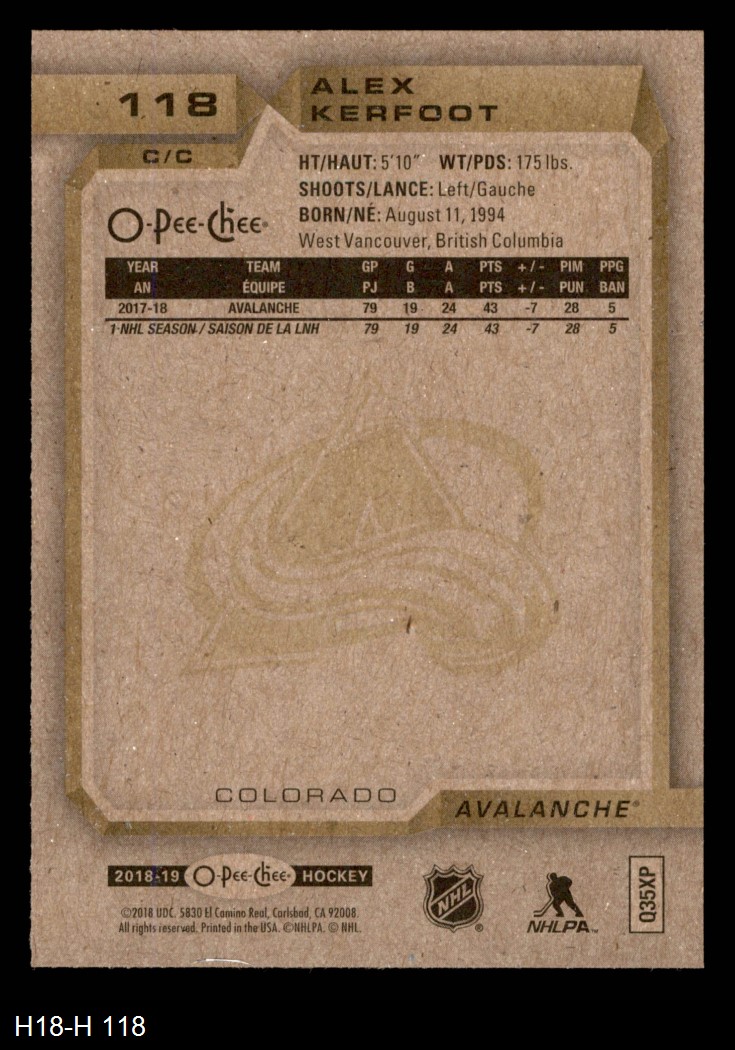 118
ALEX
KERFOOT
C/C
O-Pee-Chee
HT/HAUT: 5'10" WT/PDS: 175 lbs.
SHOOTS/LANCE: Left/Gauche
BORN/NÉ: August 11, 1994
West Vancouver, British Columbia
YEAR TEAM GP G A PTS +/- PIM PPG
AN ÉQUIPE PJ B A PTS +/- PUN BAN
2017-18 AVALANCHE 79 19 24 43 -7 28 5
1 NHL SEASON / SAISON DE LA LNH 79 19 24 43 -7 28 5
COLORADO
AVALANCHE®
2018-19 O-Pee-Chee HOCKEY
©2018 UDC. 5830 El Camino Real, Carlsbad, CA 92008.
All rights reserved. Printed in the USA. ©NHLPA. © NHL.
NHL®
NHLPA™
Q35XP
H18-H 118